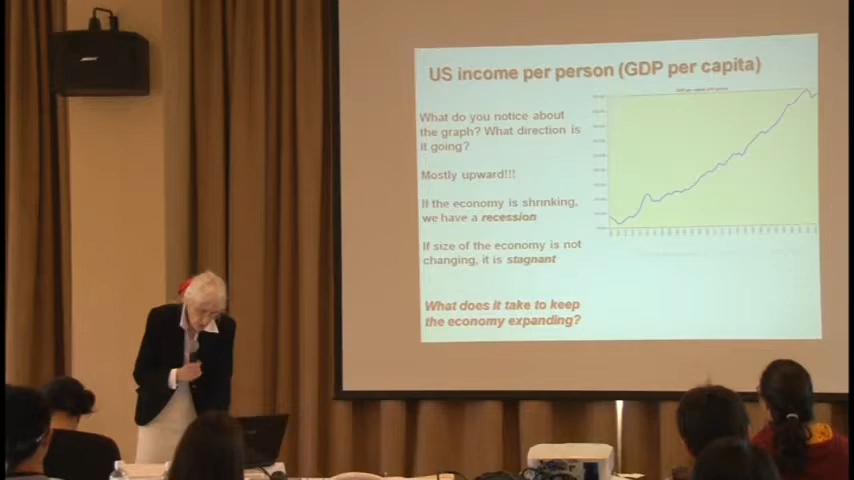 US income per person (GDP per capita)
What do you notice about
the graph? What direction is
it going?
Mostly upward!!!
If the economy is shrinking,
we have a recession
If size of the economy is not
changing, it is stagnant
What does it take to keep
the economy expanding?